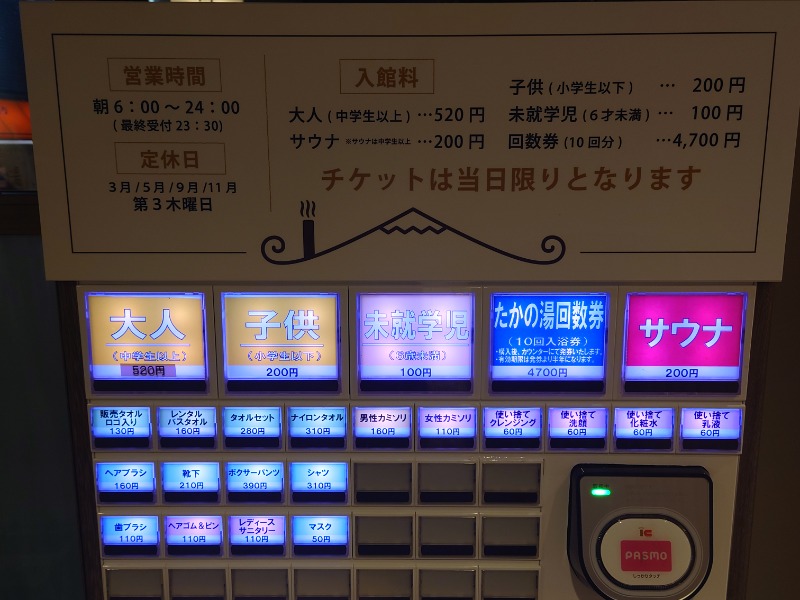 営業時間
朝6:00～24:00
(最終受付23:30)
定休日
3月/5月/9月/11月
第3木曜日
入館料
大人(中学生以上)…520円
サウナ ※サウナは中学生以上 …200円
子供(小学生以下) … 200円
未就学児(6才未満)… 100円
回数券(10回分) …4,700円
チケットは当日限りとなります
大人
(中学生以上)
520円
子供
(小学生以下)
200円
未就学児
(6歳未満)
100円
たかの湯回数券
(10回入浴券)
4700円
サウナ
200円
販売タオル
ロゴ入り
130円
レンタル
バスタオル
160円
タオルセット
280円
ナイロンタオル
310円
男性カミソリ
160円
女性カミソリ
110円
使い捨て
クレンジング
60円
使い捨て
洗顔
60円
使い捨て
化粧水
60円
使い捨て
乳液
60円
ヘアブラシ
160円
靴下
210円
ボクサーパンツ
390円
シャツ
310円
歯ブラシ
110円
ヘアゴム&ピン
110円
レディース
サニタリー
110円
マスク
50円
IC
PASMO